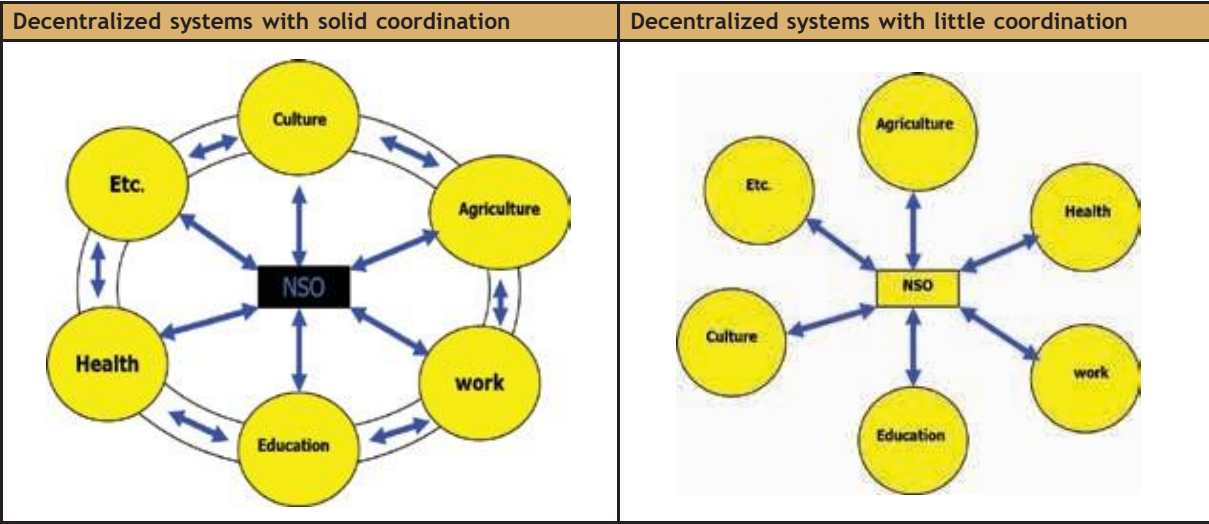 Decentralized systems with solid coordination
Decentralized systems with little coordination
Culture
Etc.
Agriculture
NSO
Health
work
Education
Agriculture
Etc.
Health
NSO
Culture
work
Education